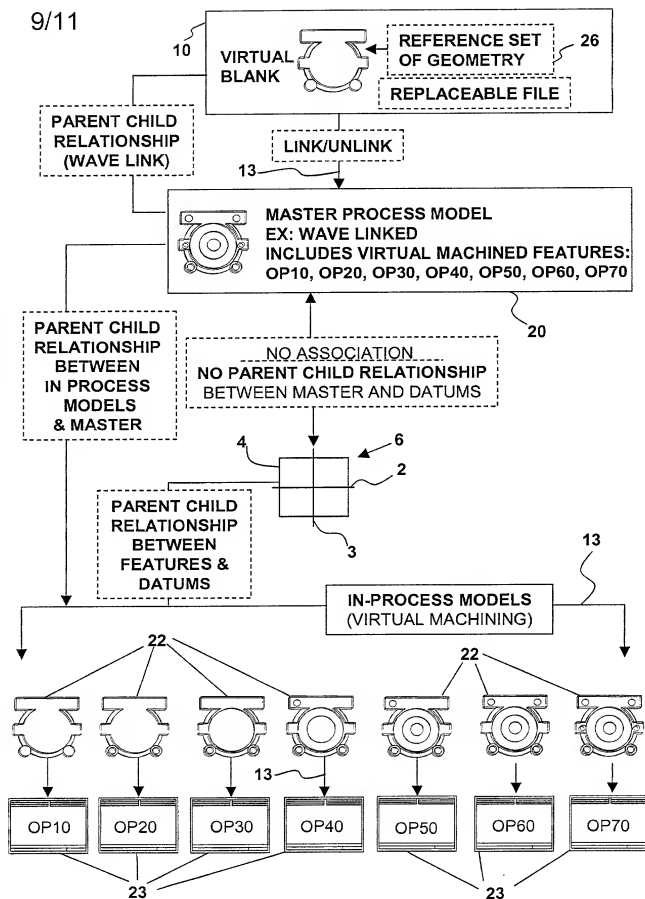 9/11
10
VIRTUAL
BLANK
REFERENCE SET
OF GEOMETRY
26
REPLACEABLE FILE
PARENT CHILD
RELATIONSHIP
(WAVE LINK)
LINK/UNLINK
13
MASTER PROCESS MODEL
EX: WAVE LINKED
INCLUDES VIRTUAL MACHINED FEATURES:
OP10, OP20, OP30, OP40, OP50, OP60, OP70
20
PARENT CHILD
RELATIONSHIP
BETWEEN
IN PROCESS
MODELS
& MASTER
NO ASSOCIATION
NO PARENT CHILD RELATIONSHIP
BETWEEN MASTER AND DATUMS
4
6
2
3
PARENT CHILD
RELATIONSHIP
BETWEEN
FEATURES &
DATUMS
13
IN-PROCESS MODELS
(VIRTUAL MACHINING)
22
22
13
OP10
OP20
OP30
OP40
OP50
OP60
OP70
23
23